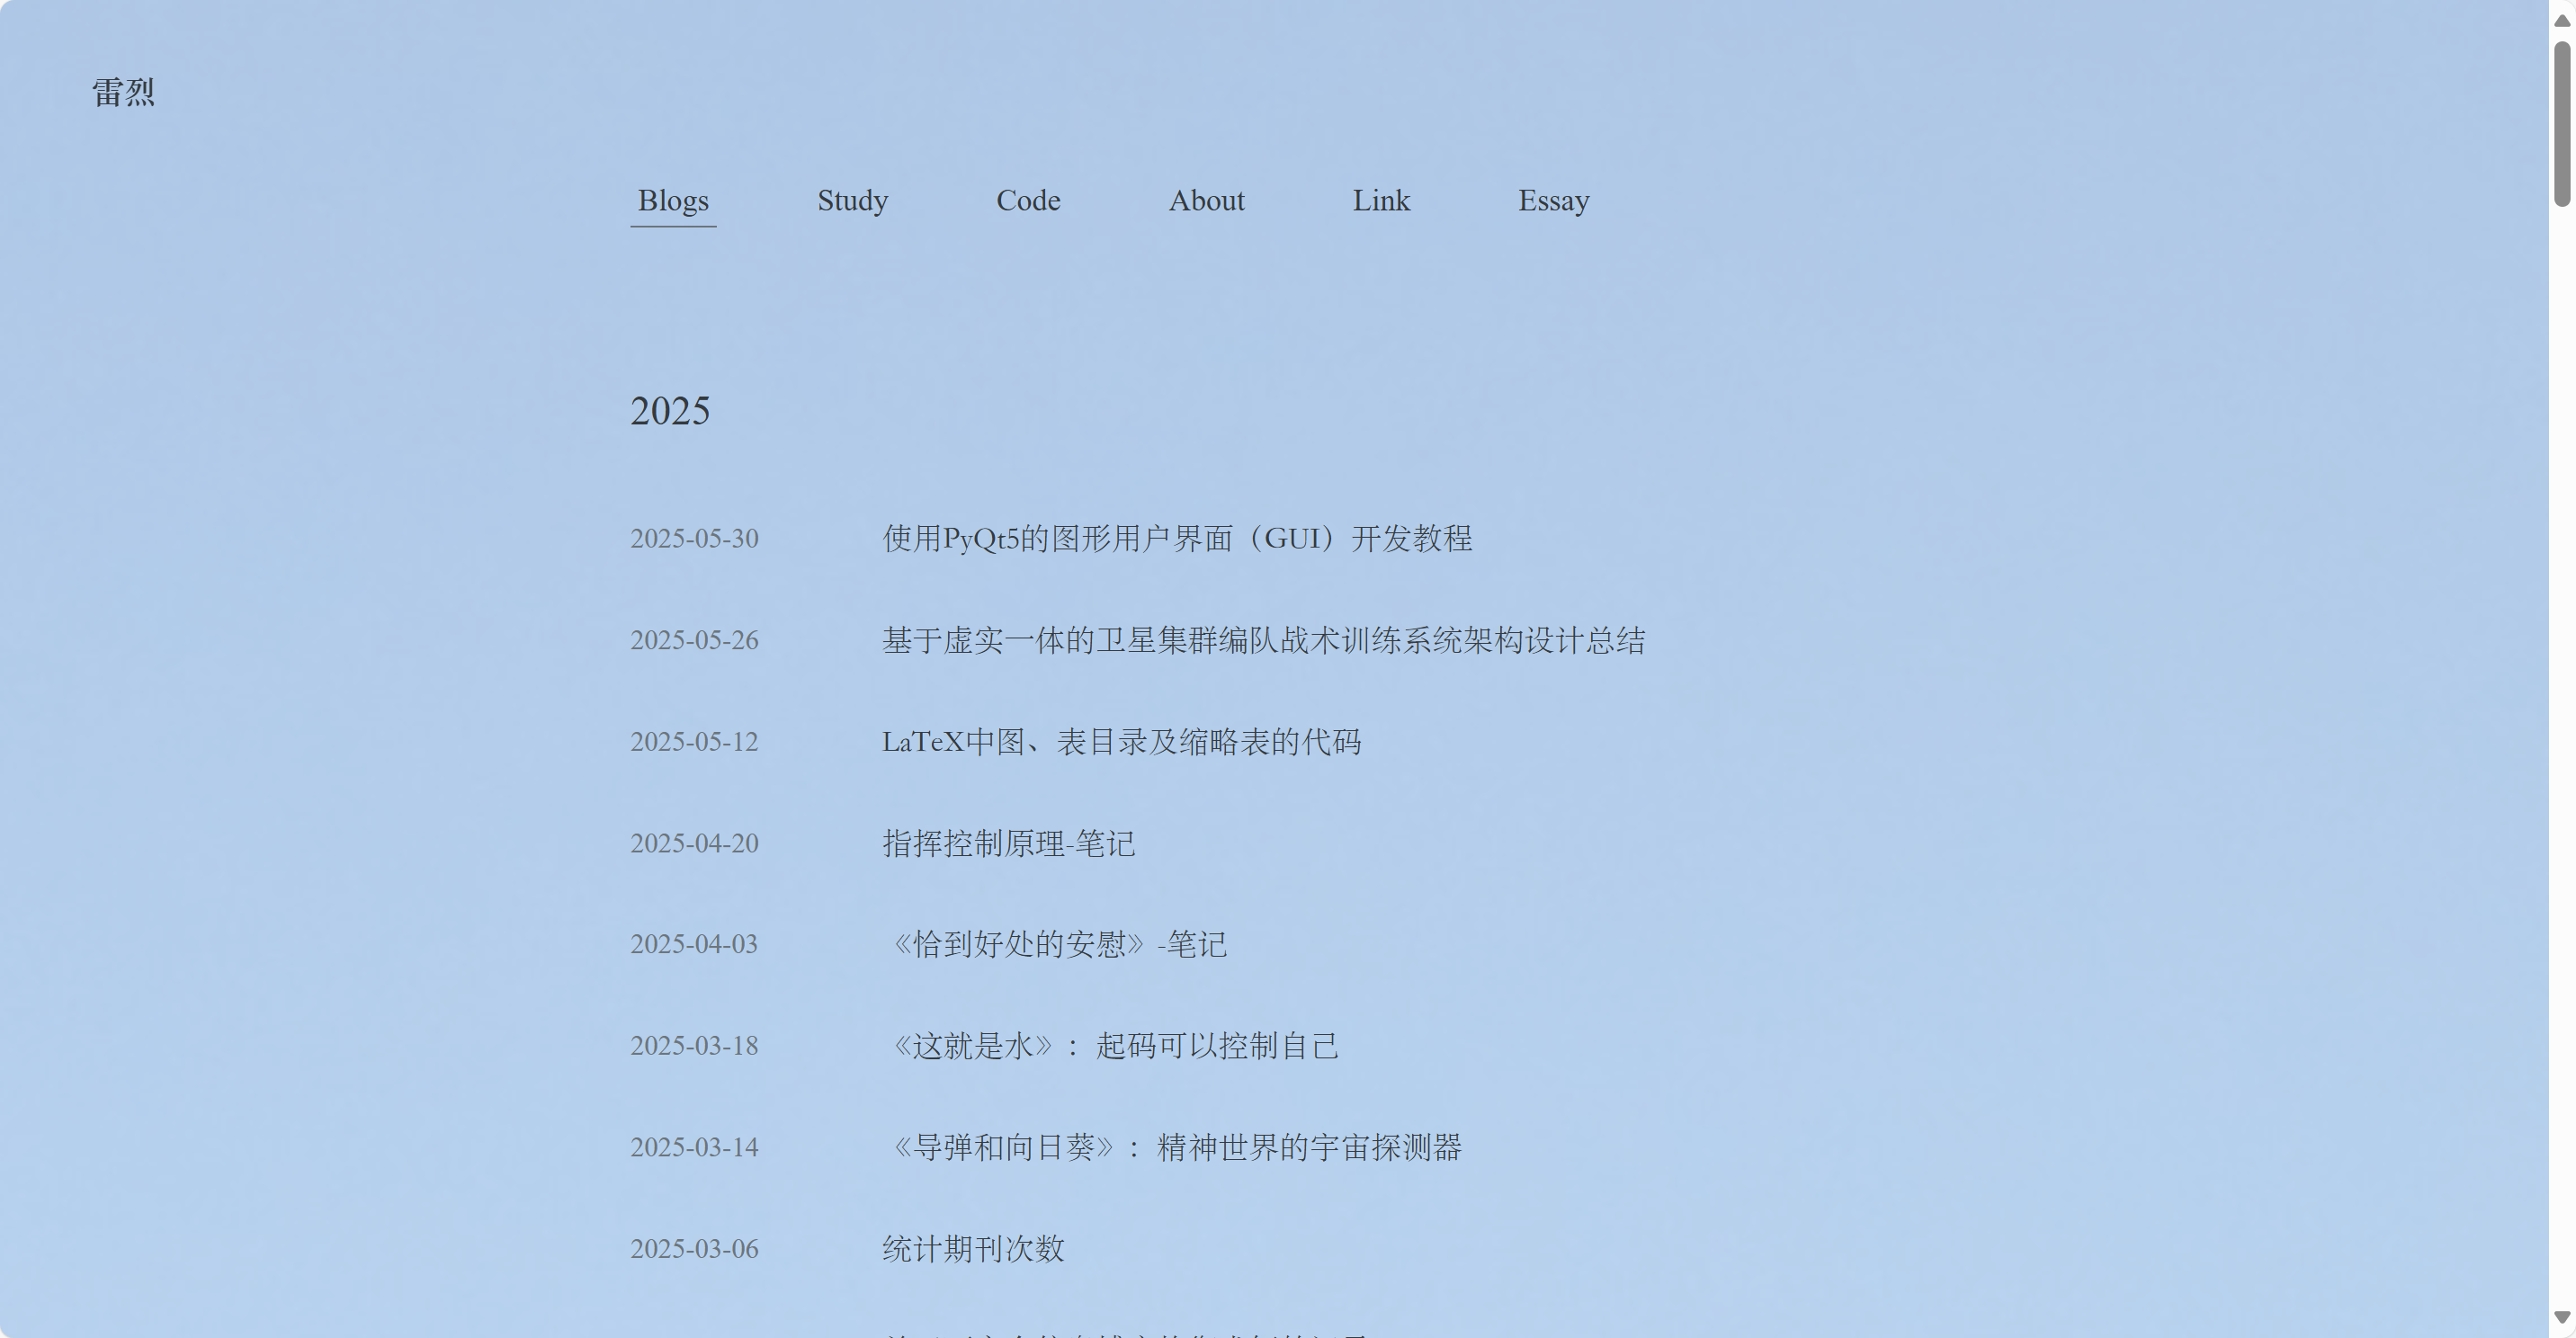 雷烈
Blogs Study Code About Link Essay
2025
2025-05-30 使用PyQt5的图形用户界面（GUI）开发教程
2025-05-26 基于虚实一体的卫星集群编队战术训练系统架构设计总结
2025-05-12 LaTeX中图、表目录及缩略表的代码
2025-04-20 指挥控制原理-笔记
2025-04-03 《恰到好处的安慰》-笔记
2025-03-18 《这就是水》：起码可以控制自己
2025-03-14 《导弹和向日葵》：精神世界的宇宙探测器
2025-03-06 统计期刊次数